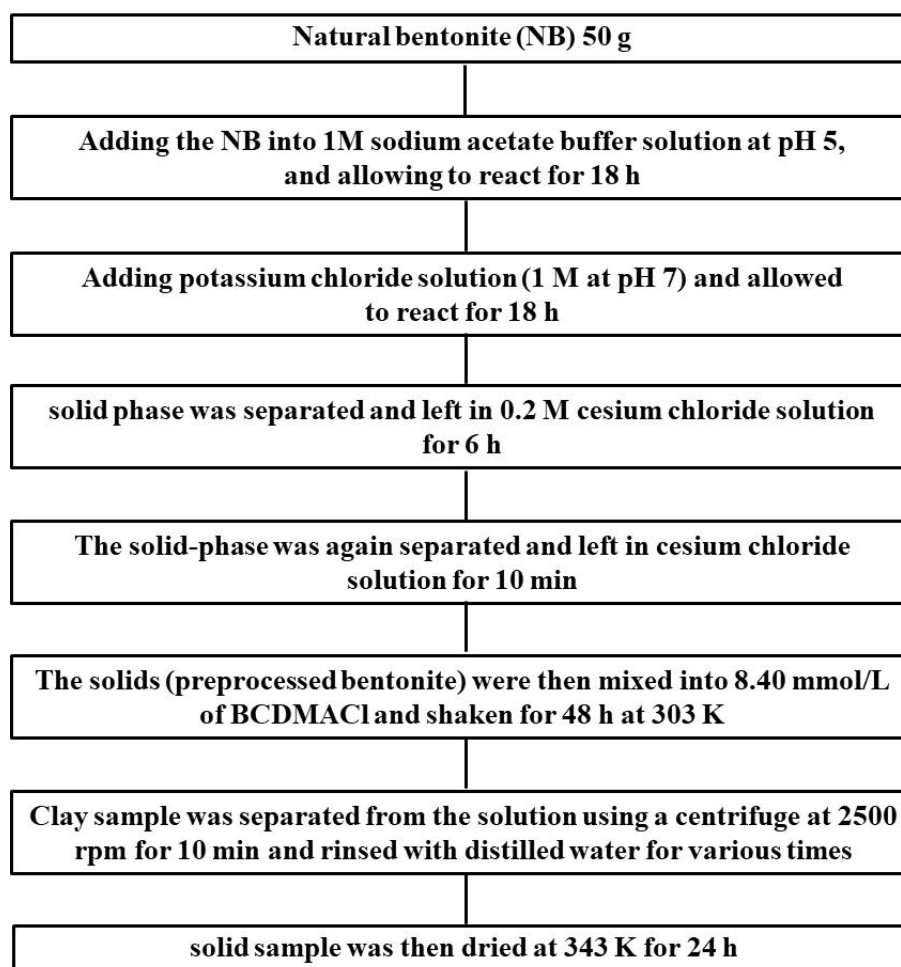 Natural bentonite (NB) 50 g
Adding the NB into 1M sodium acetate buffer solution at pH 5,
and allowing to react for 18 h
Adding potassium chloride solution (1 M at pH 7) and allowed
to react for 18 h
solid phase was separated and left in 0.2 M cesium chloride solution
for 6 h
The solid-phase was again separated and left in cesium chloride
solution for 10 min
The solids (preprocessed bentonite) were then mixed into 8.40 mmol/L
of BCDMACl and shaken for 48 h at 303 K
Clay sample was separated from the solution using a centrifuge at 2500
rpm for 10 min and rinsed with distilled water for various times
solid sample was then dried at 343 K for 24 h